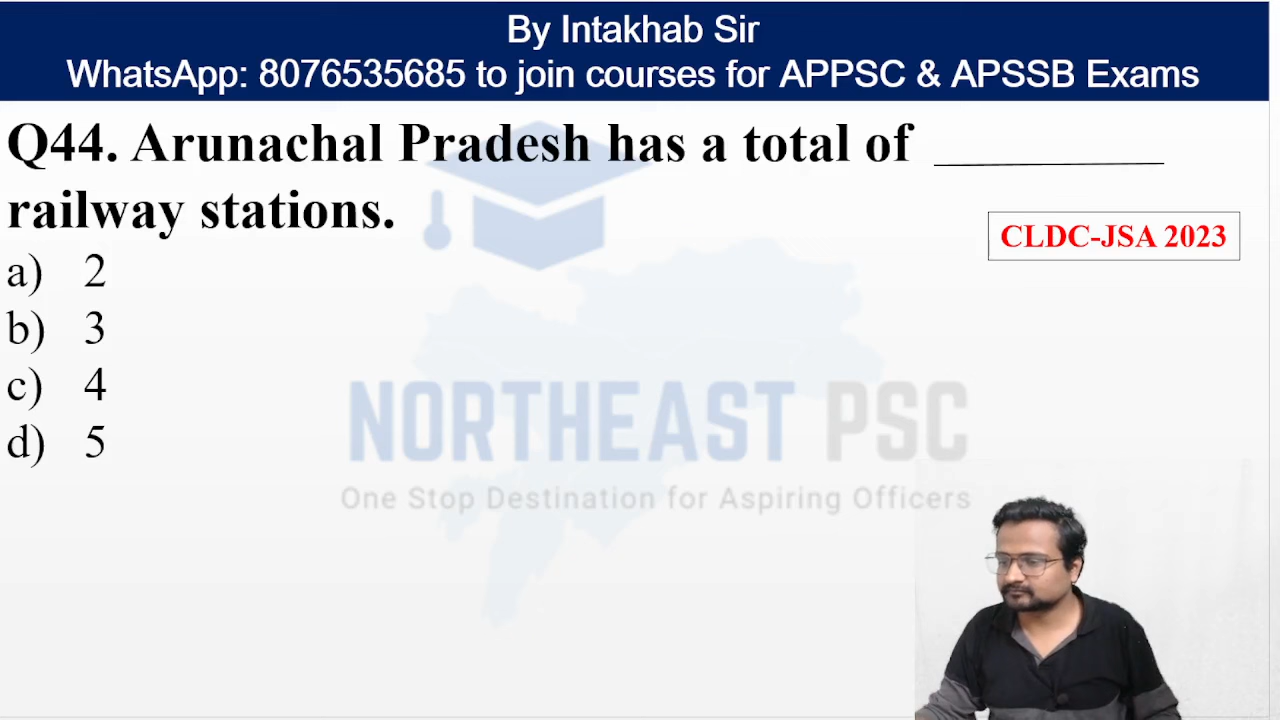 By Intakhab Sir
WhatsApp: 8076535685 to join courses for APPSC & APSSB Exams
Q44. Arunachal Pradesh has a total of __________
railway stations.
CLDC-JSA 2023
a) 2
b) 3
c) 4
d) 5
NORTHEAST PSC
One Stop Destination for Aspiring Officers